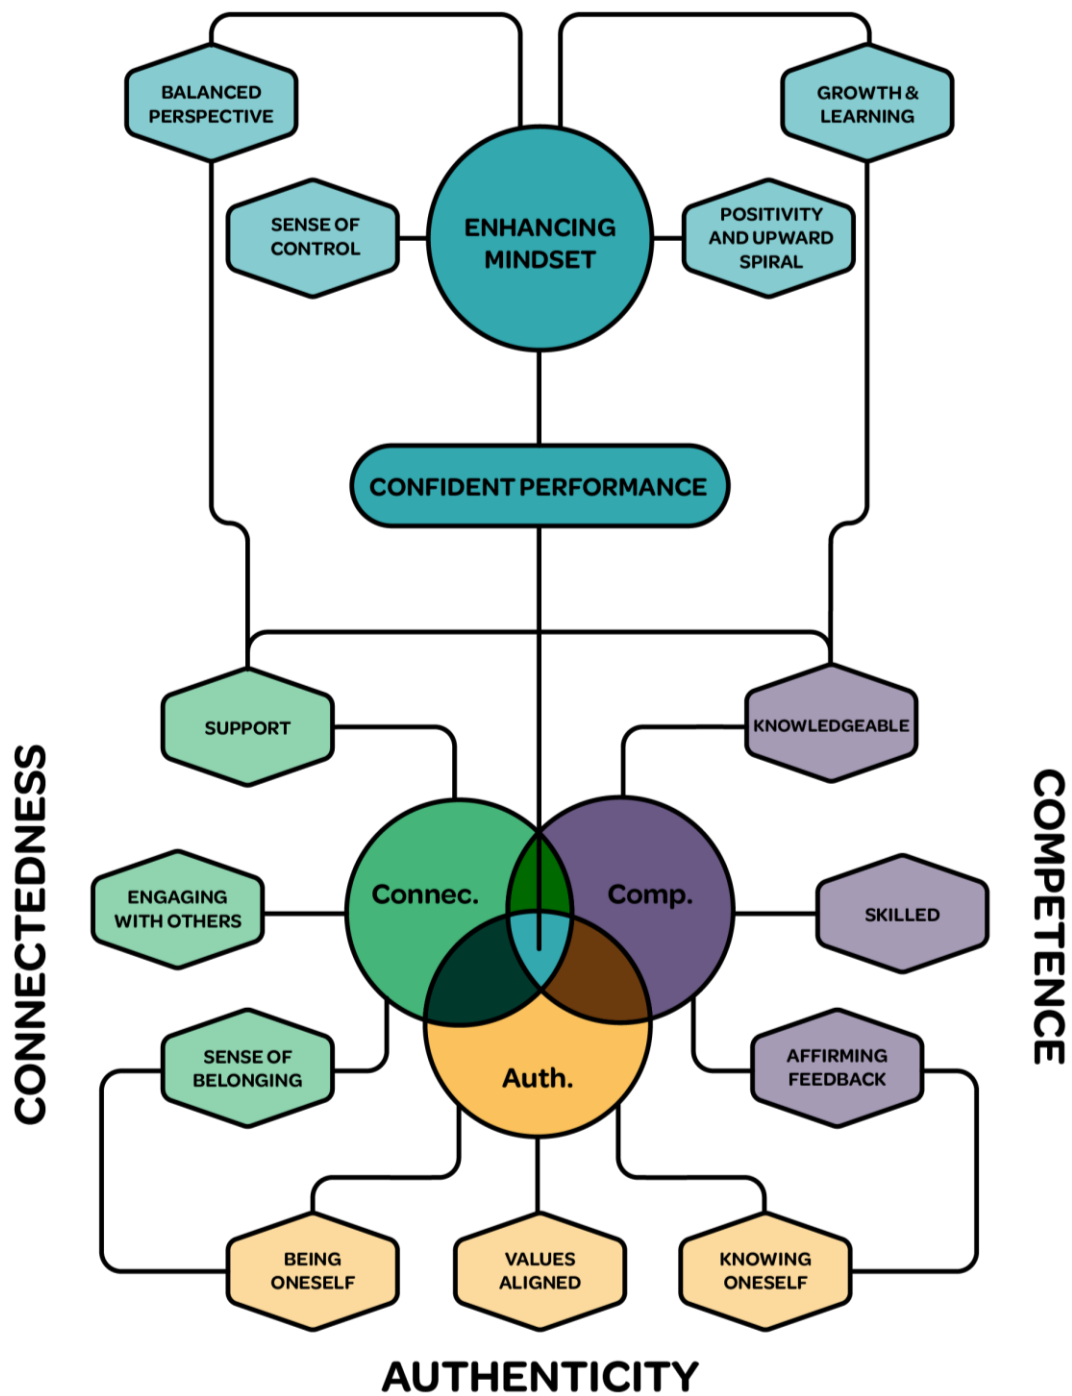 BALANCED
PERSPECTIVE
GROWTH &
LEARNING
SENSE OF
CONTROL
ENHANCING
MINDSET
POSITIVITY
AND UPWARD
SPIRAL
CONFIDENT PERFORMANCE
SUPPORT
KNOWLEDGEABLE
CONNECTEDNESS
COMPETENCE
Connec.
Comp.
ENGAGING
WITH OTHERS
SKILLED
SENSE OF
BELONGING
AFFIRMING
FEEDBACK
Auth.
BEING
ONESELF
VALUES
ALIGNED
KNOWING
ONESELF
AUTHENTICITY